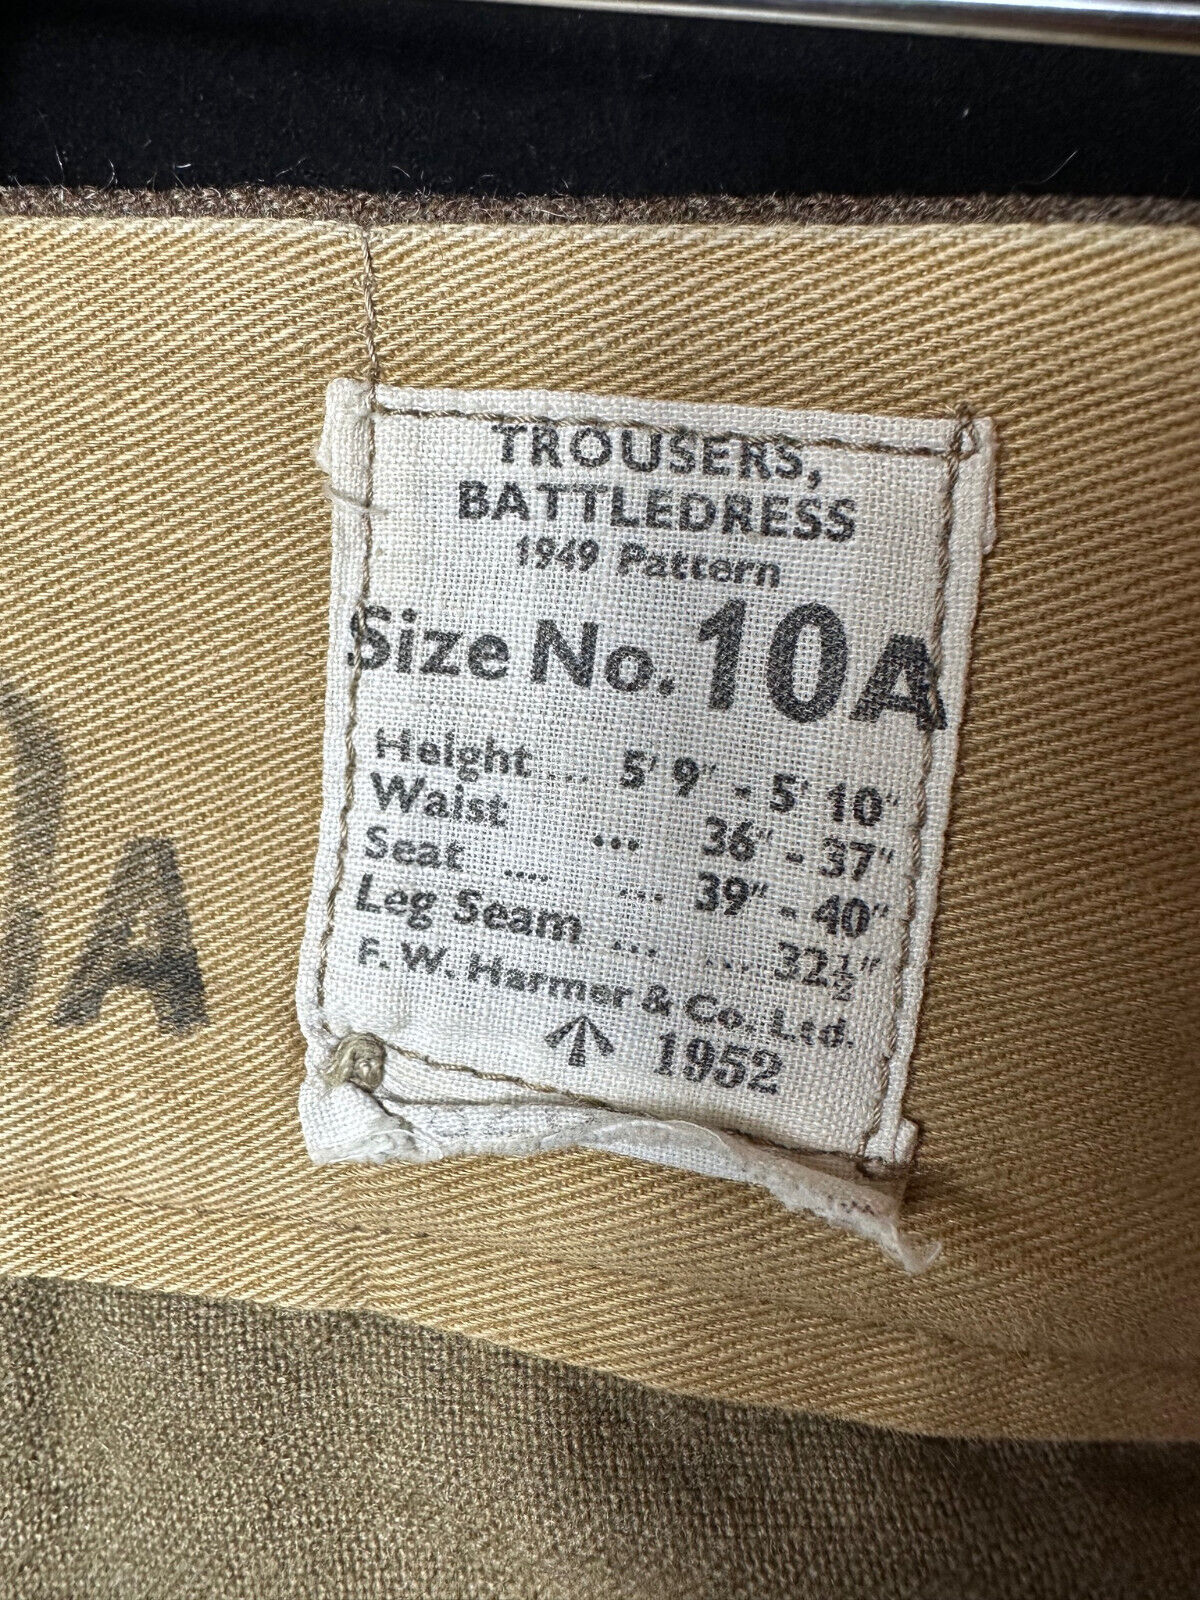 TROUSERS,
BATTLEDRESS
1949 Pattern
Size No. 10A
Height ... 5' 9" - 5' 10"
Waist ... 36" - 37"
Seat ... ... 39" - 40"
Leg Seam ... ... 32½"
F. W. Harmer & Co. Ltd.
1952
A